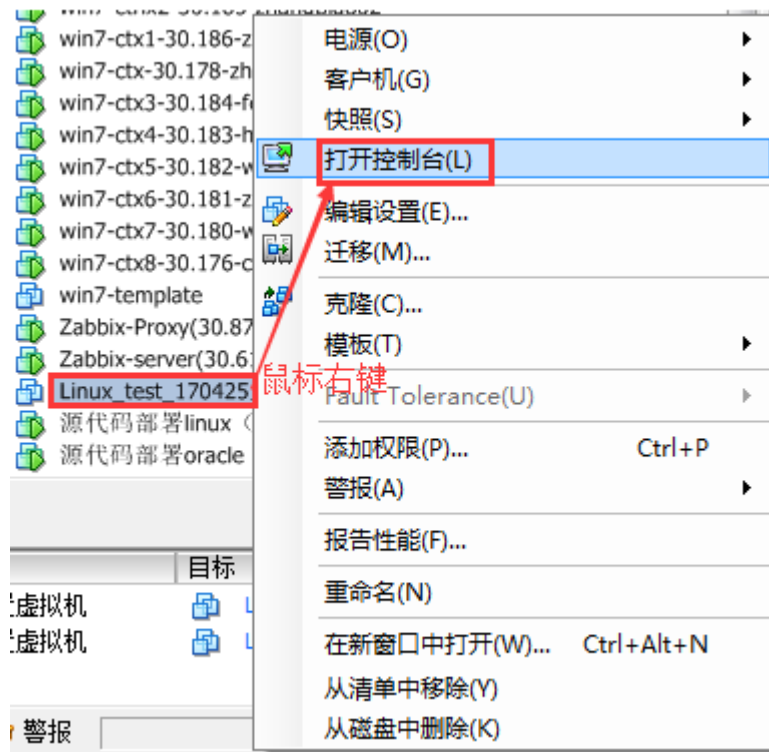 win7-ctx1-30.186-z
win7-ctx-30.178-zh
win7-ctx3-30.184-f
win7-ctx4-30.183-h
win7-ctx5-30.182-w
win7-ctx6-30.181-z
win7-ctx7-30.180-w
win7-ctx8-30.176-c
win7-template
Zabbix-Proxy(30.87
Zabbix-server(30.6
Linux_test_170425
源代码部署linux（
源代码部署oracle
鼠标右键
电源(O)
客户机(G)
快照(S)
打开控制台(L)
编辑设置(E)...
迁移(M)...
克隆(C)...
模板(T)
Fault Tolerance(U)
添加权限(P)... Ctrl+P
警报(A)
报告性能(F)...
重命名(N)
在新窗口中打开(W)... Ctrl+Alt+N
从清单中移除(Y)
从磁盘中删除(K)
目标
虚拟机
虚拟机
警报